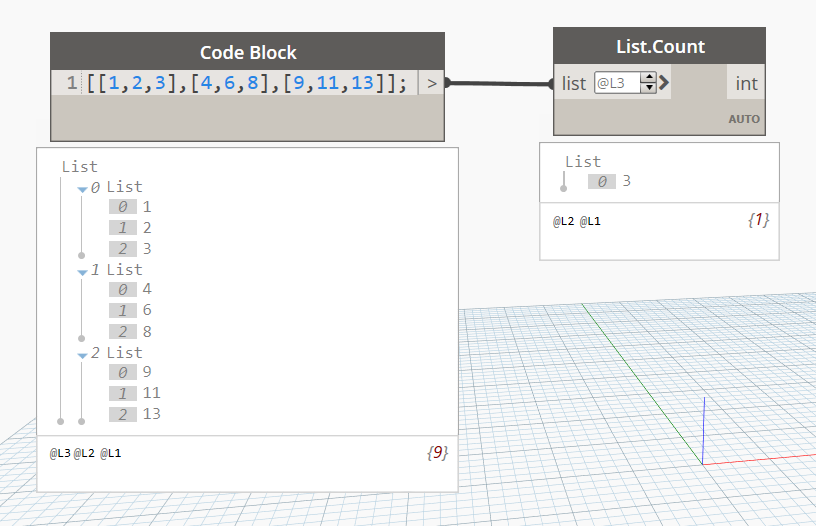 Code Block
1 [[1,2,3],[4,6,8],[9,11,13]]; >
List
0 List
0 1
1 2
2 3
1 List
0 4
1 6
2 8
2 List
0 9
1 11
2 13
@L3 @L2 @L1 {9}
List.Count
list @L3 > int
AUTO
List
0 3
@L2 @L1 {1}